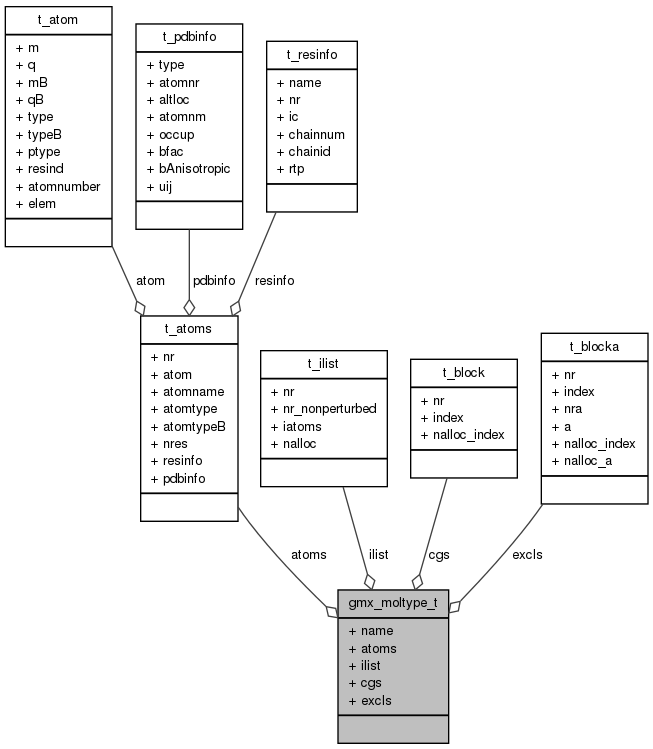 t_atom
+ m
+ q
+ mB
+ qB
+ type
+ typeB
+ ptype
+ resind
+ atomnumber
+ elem
t_pdbinfo
+ type
+ atomnr
+ altloc
+ atomnm
+ occup
+ bfac
+ bAnisotropic
+ uij
t_resinfo
+ name
+ nr
+ ic
+ chainnum
+ chainid
+ rtp
atom
pdbinfo
resinfo
t_atoms
+ nr
+ atom
+ atomname
+ atomtype
+ atomtypeB
+ nres
+ resinfo
+ pdbinfo
t_ilist
+ nr
+ nr_nonperturbed
+ iatoms
+ nalloc
t_block
+ nr
+ index
+ nalloc_index
t_blocka
+ nr
+ index
+ nra
+ a
+ nalloc_index
+ nalloc_a
atoms
ilist
cgs
excls
gmx_moltype_t
+ name
+ atoms
+ ilist
+ cgs
+ excls